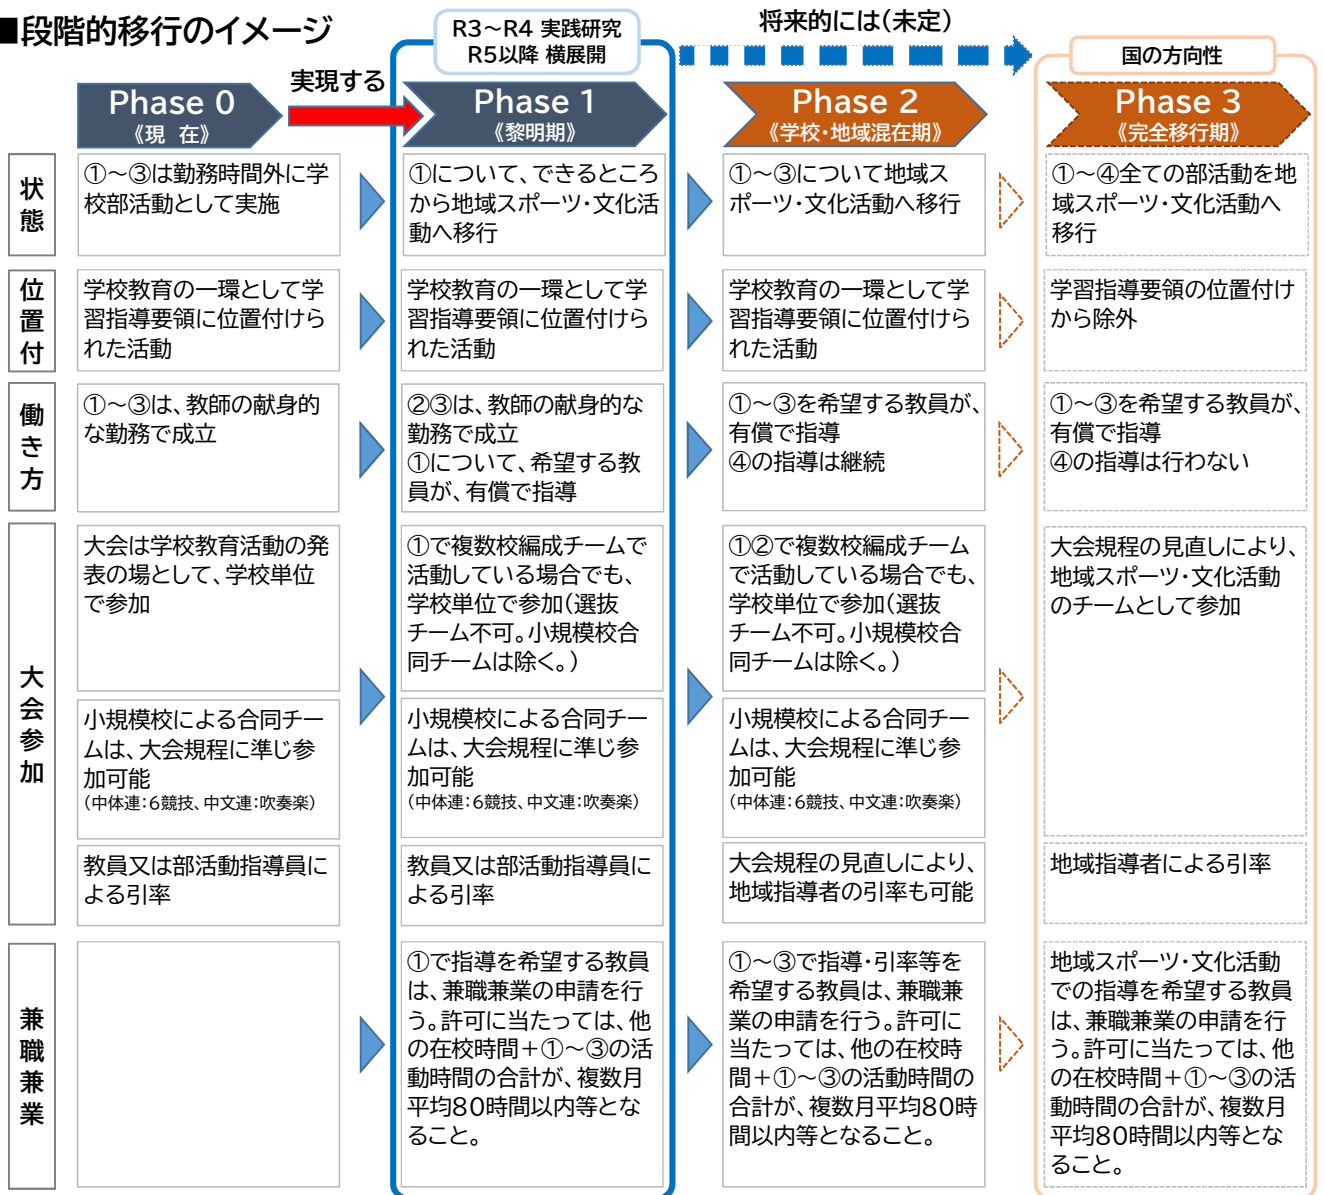 ■段階的移行のイメージ
R3～R4 実践研究
R5以降 横展開
将来的には(未定)
国の方向性
実現する
Phase 0
《現 在》
Phase 1
《黎明期》
Phase 2
《学校・地域混在期》
Phase 3
《完全移行期》
状態
①～③は勤務時間外に学
校部活動として実施
①について、できるところ
から地域スポーツ・文化活
動へ移行
①～③について地域ス
ポーツ・文化活動へ移行
①～④全ての部活動を地
域スポーツ・文化活動へ
移行
位置付
学校教育の一環として学
習指導要領に位置付けら
れた活動
学校教育の一環として学
習指導要領に位置付けら
れた活動
学校教育の一環として学
習指導要領に位置付けら
れた活動
学習指導要領の位置付け
から除外
働き方
①～③は、教師の献身的
な勤務で成立
②③は、教師の献身的な
勤務で成立
①について、希望する教
員が、有償で指導
①～③を希望する教員が、
有償で指導
④の指導は継続
①～③を希望する教員が、
有償で指導
④の指導は行わない
大会参加
大会は学校教育活動の発
表の場として、学校単位
で参加
①で複数校編成チームで
活動している場合でも、
学校単位で参加(選抜
チーム不可。小規模校合
同チームは除く。)
①②で複数校編成チーム
で活動している場合でも、
学校単位で参加(選抜
チーム不可。小規模校合
同チームは除く。)
大会規程の見直しにより、
地域スポーツ・文化活動
のチームとして参加
小規模校による合同チー
ムは、大会規程に準じ参
加可能
(中体連:6競技、中文連:吹奏楽)
小規模校による合同チー
ムは、大会規程に準じ参
加可能
(中体連:6競技、中文連:吹奏楽)
小規模校による合同チー
ムは、大会規程に準じ参
加可能
(中体連:6競技、中文連:吹奏楽)
教員又は部活動指導員に
よる引率
教員又は部活動指導員に
よる引率
大会規程の見直しにより、
地域指導者の引率も可能
地域指導者による引率
兼職兼業
①で指導を希望する教員
は、兼職兼業の申請を行
う。許可に当たっては、他
の在校時間＋①～③の活
動時間の合計が、複数月
平均80時間以内等とな
ること。
①～③で指導・引率等を
希望する教員は、兼職兼
業の申請を行う。許可に
当たっては、他の在校時
間＋①～③の活動時間の
合計が、複数月平均80時
間以内等となること。
地域スポーツ・文化活動
での指導を希望する教員
は、兼職兼業の申請を行
う。許可に当たっては、他
の在校時間＋①～③の活
動時間の合計が、複数月
平均80時間以内等とな
ること。